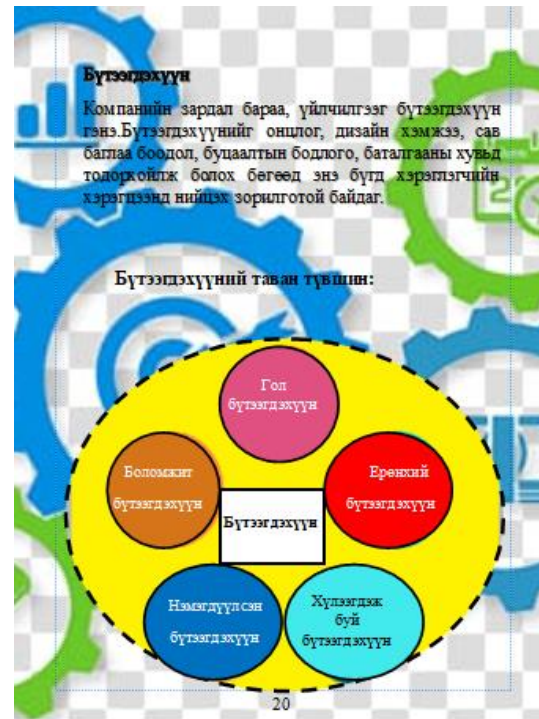 Бүтээгдэхүүн
Компанийн зардал бараа, үйлчилгээг бүтээгдэхүүн
гэнэ.Бүтээгдэхүүнийг онцлог, дизайн хэмжээ, сав
баглаа боодол, буцаалтын бодлого, баталгааны хувьд
тодорхойлж болох бөгөөд энэ бүгд хэрэглэгчийн
хэрэгцээнд нийцэх зорилготой байдаг.
Бүтээгдэхүүний таван түвшин:
Гол
бүтээгдэхүүн
Боломжит
бүтээгдэхүүн
Ерөнхий
бүтээгдэхүүн
Бүтээгдэхүүн
Нэмэгдүүлсэн
бүтээгдэхүүн
Хүлээгдэж
буй
бүтээгдэхүүн
20